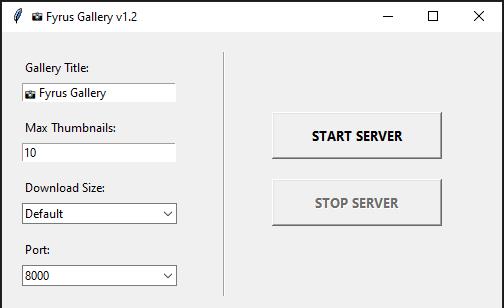 📷 Fyrus Gallery v1.2
Gallery Title:
📷 Fyrus Gallery
Max Thumbnails:
10
Download Size:
Default
Port:
8000
START SERVER
STOP SERVER